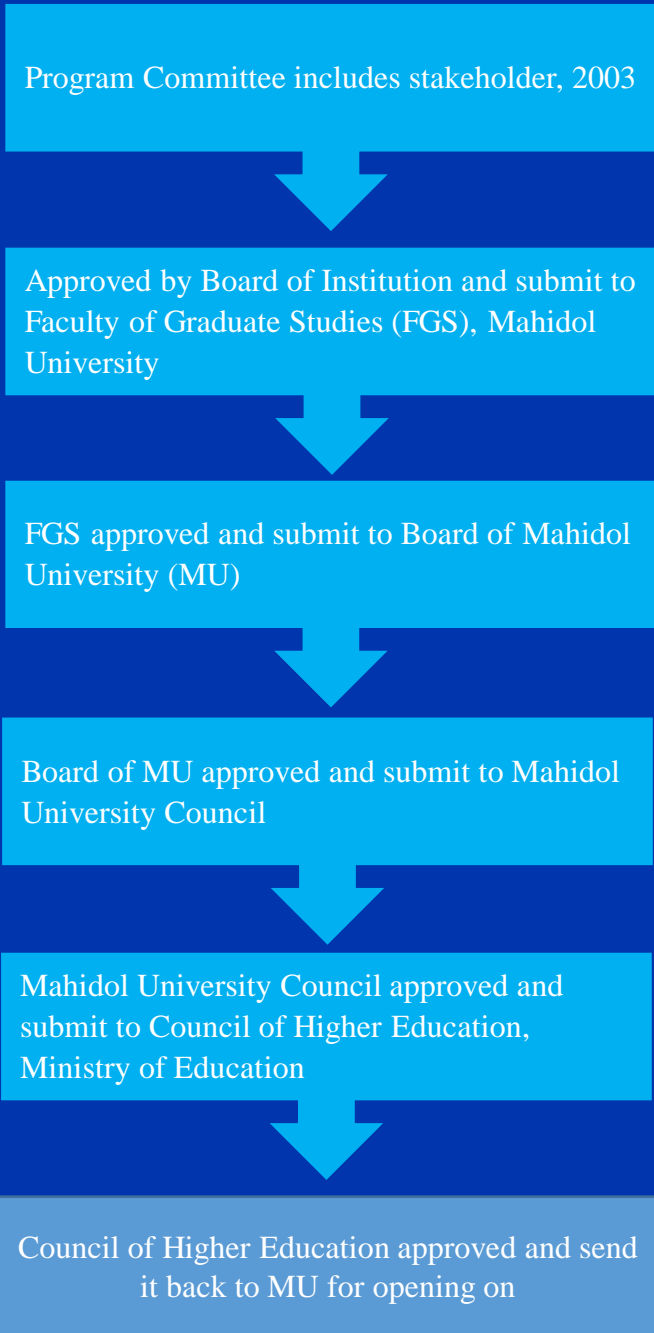 Program Committee includes stakeholder, 2003
Approved by Board of Institution and submit to
Faculty of Graduate Studies (FGS), Mahidol
University
FGS approved and submit to Board of Mahidol
University (MU)
Board of MU approved and submit to Mahidol
University Council
Mahidol University Council approved and
submit to Council of Higher Education,
Ministry of Education
Council of Higher Education approved and send
it back to MU for opening on